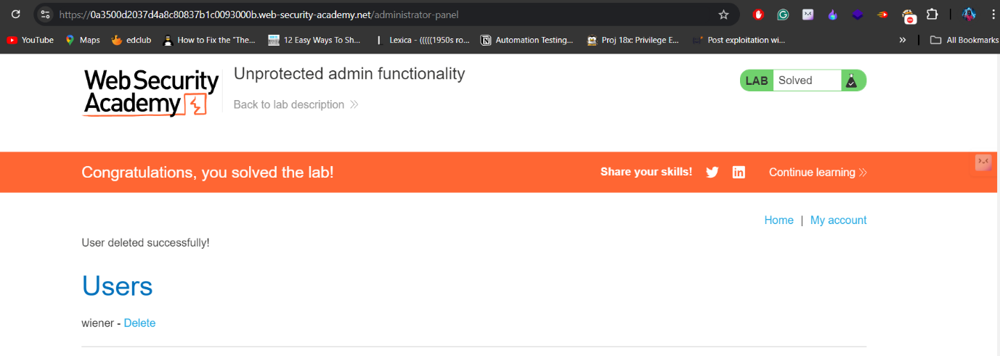 https://0a3500d2037d4a8c80837b1c0093000b.web-security-academy.net/administrator-panel
YouTube Maps edclub How to Fix the "The... 12 Easy Ways To Sh... Lexica - (((((1950s ro... Automation Testing... Proj 18x: Privilege E... Post exploitation wi... » All Bookmarks
Web Security
Academy
Unprotected admin functionality
Back to lab description
LAB Solved
Congratulations, you solved the lab!
Share your skills!
Continue learning
Home | My account
User deleted successfully!
Users
wiener - Delete